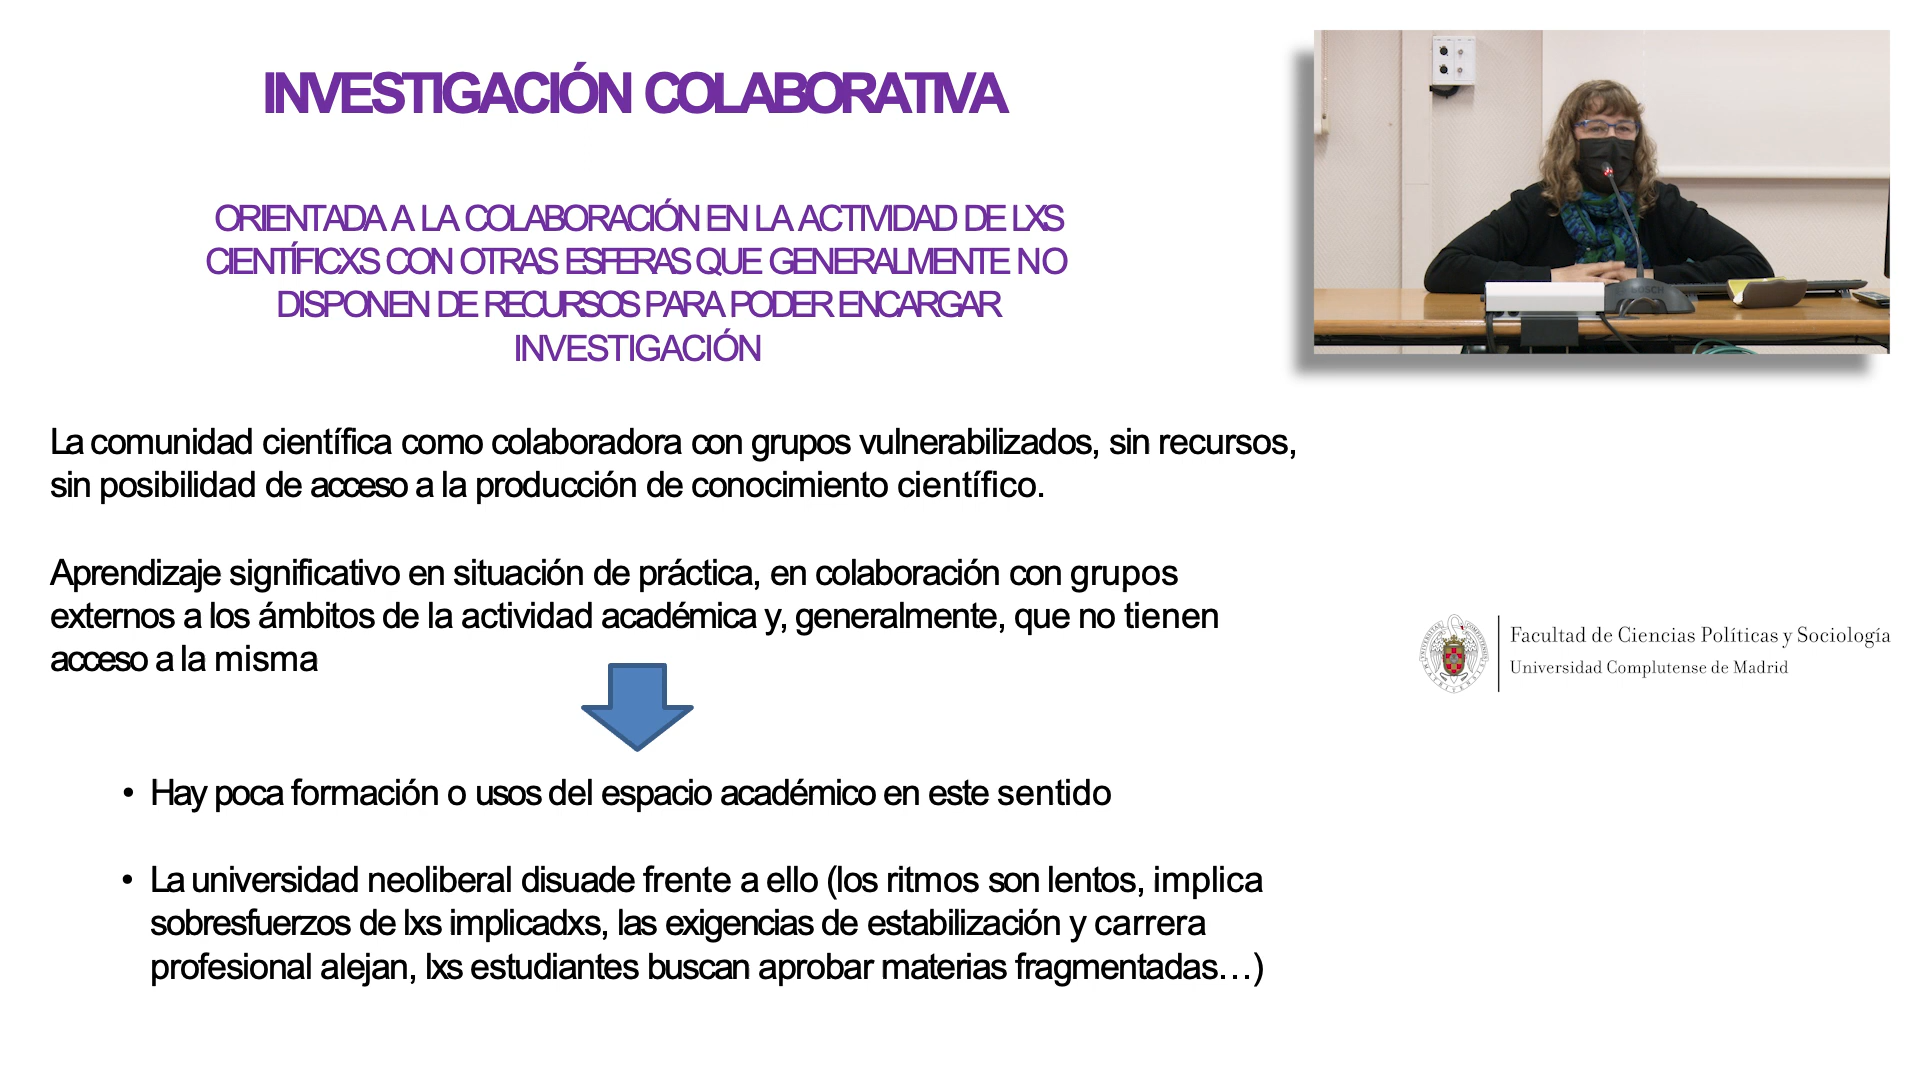 INVESTIGACIÓN COLABORATIVA
ORIENTADA A LA COLABORACIÓN EN LA ACTIVIDAD DE LXS
CIENTÍFICXS CON OTRAS ESFERAS QUE GENERALMENTE NO
DISPONEN DE RECURSOS PARA PODER ENCARGAR
INVESTIGACIÓN
La comunidad científica como colaboradora con grupos vulnerabilizados, sin recursos,
sin posibilidad de acceso a la producción de conocimiento científico.
Aprendizaje significativo en situación de práctica, en colaboración con grupos
externos a los ámbitos de la actividad académica y, generalmente, que no tienen
acceso a la misma
• Hay poca formación o usos del espacio académico en este sentido
• La universidad neoliberal disuade frente a ello (los ritmos son lentos, implica
sobresfuerzos de lxs implicadxs, las exigencias de estabilización y carrera
profesional alejan, lxs estudiantes buscan aprobar materias fragmentadas…)
BOSCH
Facultad de Ciencias Políticas y Sociología
Universidad Complutense de Madrid